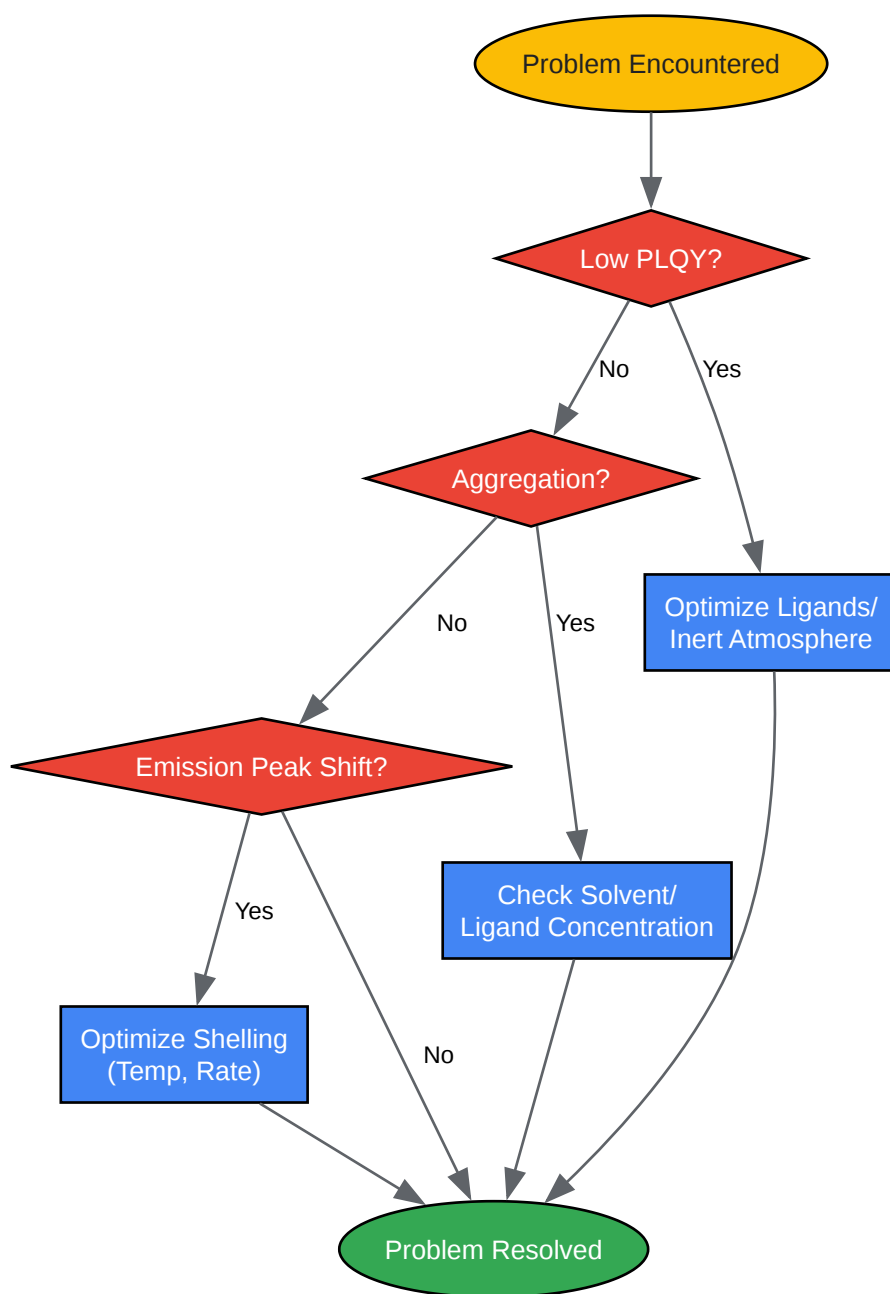 Problem Encountered
Low PLQY?
No
Yes
Aggregation?
Optimize Ligands/
Inert Atmosphere
No
Yes
Emission Peak Shift?
Check Solvent/
Ligand Concentration
Yes
Optimize Shelling
(Temp, Rate)
No
Problem Resolved